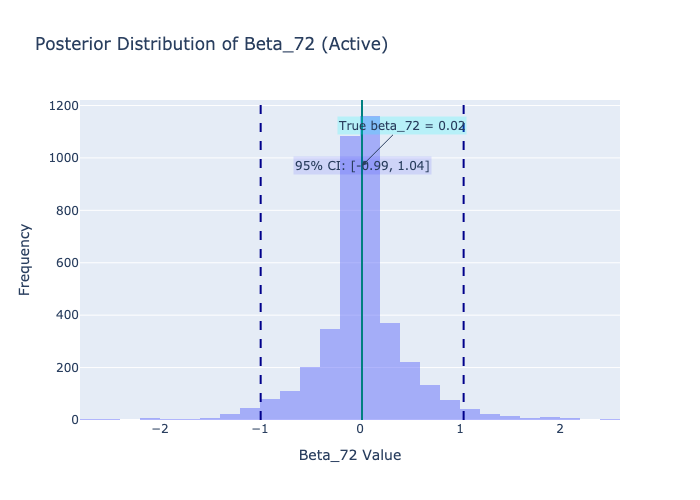 Posterior Distribution of Beta_72 (Active)
1200
1000
800
600
400
200
0
True beta_72 = 0.02
95% CI: [-0.99, 1.04]
−2
−1
0
1
2
Frequency
Beta_72 Value